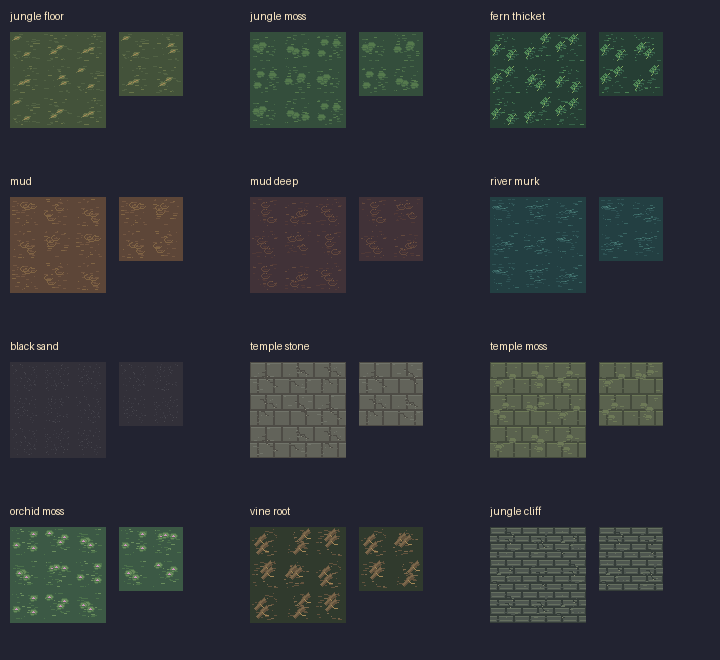 jungle floor
jungle moss
fern thicket
mud
mud deep
river murk
black sand
temple stone
temple moss
orchid moss
vine root
jungle cliff